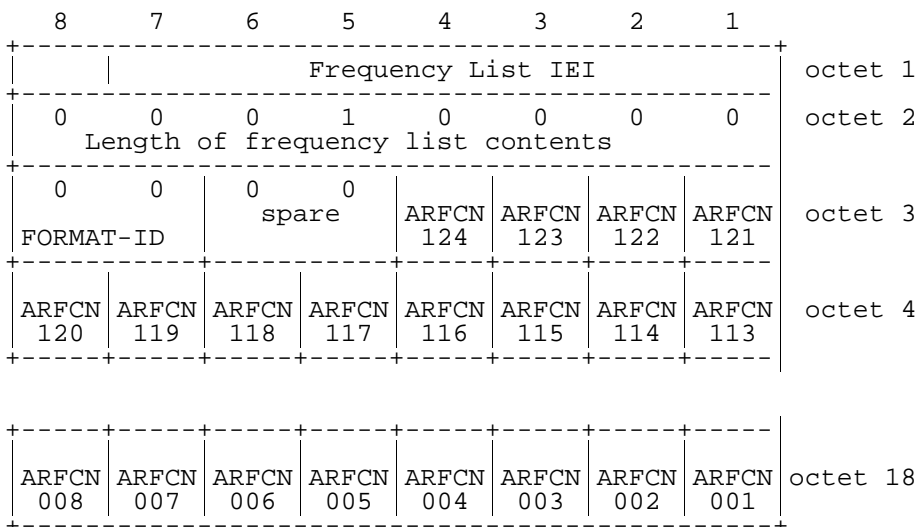 8 7 6 5 4 3 2 1
Frequency List IEI octet 1
0 0 0 1 0 0 0 0 octet 2
Length of frequency list contents
0 0 0 0
spare ARFCN ARFCN ARFCN ARFCN octet 3
FORMAT-ID 124 123 122 121
ARFCN ARFCN ARFCN ARFCN ARFCN ARFCN ARFCN ARFCN octet 4
120 119 118 117 116 115 114 113
ARFCN ARFCN ARFCN ARFCN ARFCN ARFCN ARFCN ARFCN octet 18
008 007 006 005 004 003 002 001